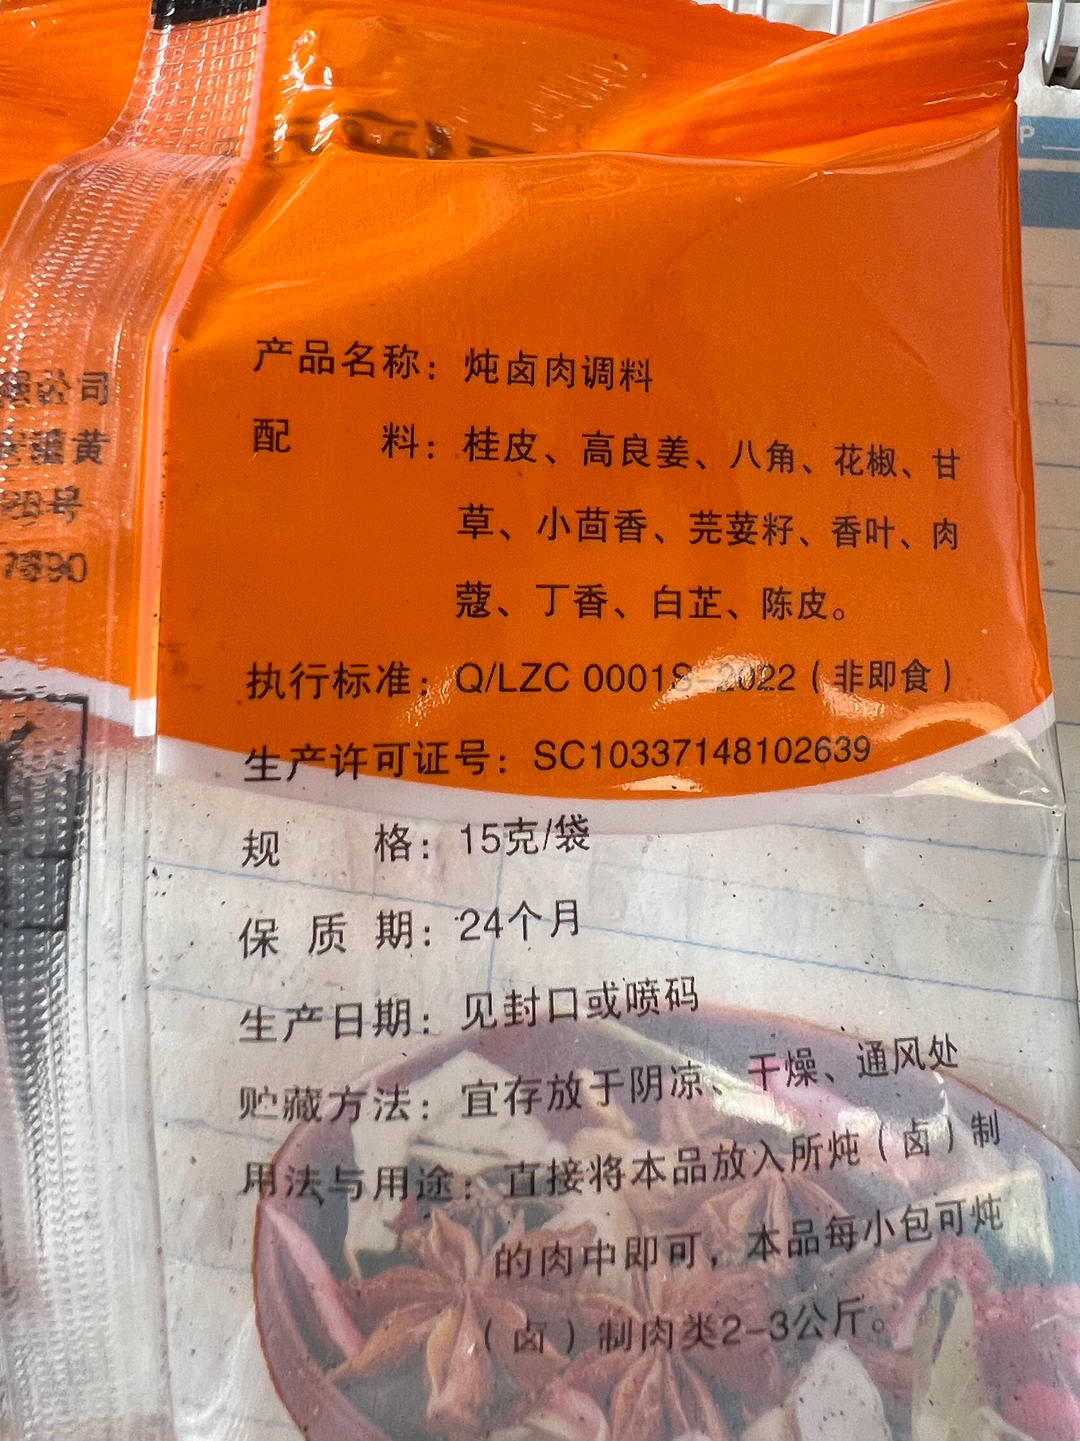 产品名称：炖卤肉调料
配 料：桂皮、高良姜、八角、花椒、甘
草、小茴香、芫荽籽、香叶、肉
蔻、丁香、白芷、陈皮。
执行标准：Q/LZC 0001S-2022（非即食）
生产许可证号：SC10337148102639
规 格：15克/袋
保 质 期：24个月
生产日期：见封口或喷码
贮藏方法：宜存放于阴凉、干燥、通风处
用法与用途：直接将本品放入所炖（卤）制
的肉中即可，本品每小包可炖
（卤）制肉类2-3公斤。
限公司
镇黄
号
P